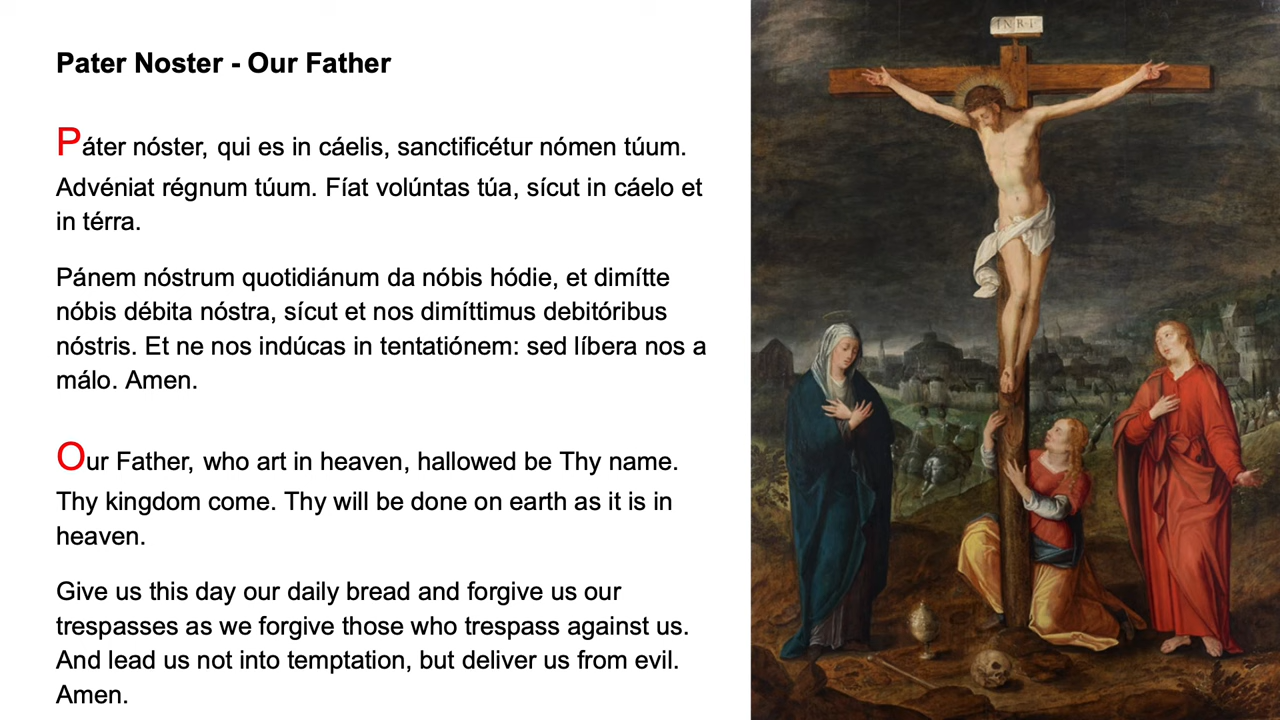 Pater Noster - Our Father
Páter nóster, qui es in cáelis, sanctificétur nómen túum.
Advéniat régnum túum. Fíat volúntas túa, sícut in cáelo et
in térra.
Pánem nóstrum quotidiánum da nóbis hódie, et dimítte
nóbis débita nóstra, sícut et nos dimíttimus debitóribus
nóstris. Et ne nos indúcas in tentatiónem: sed líbera nos a
málo. Amen.
Our Father, who art in heaven, hallowed be Thy name.
Thy kingdom come. Thy will be done on earth as it is in
heaven.
Give us this day our daily bread and forgive us our
trespasses as we forgive those who trespass against us.
And lead us not into temptation, but deliver us from evil.
Amen.
INRI